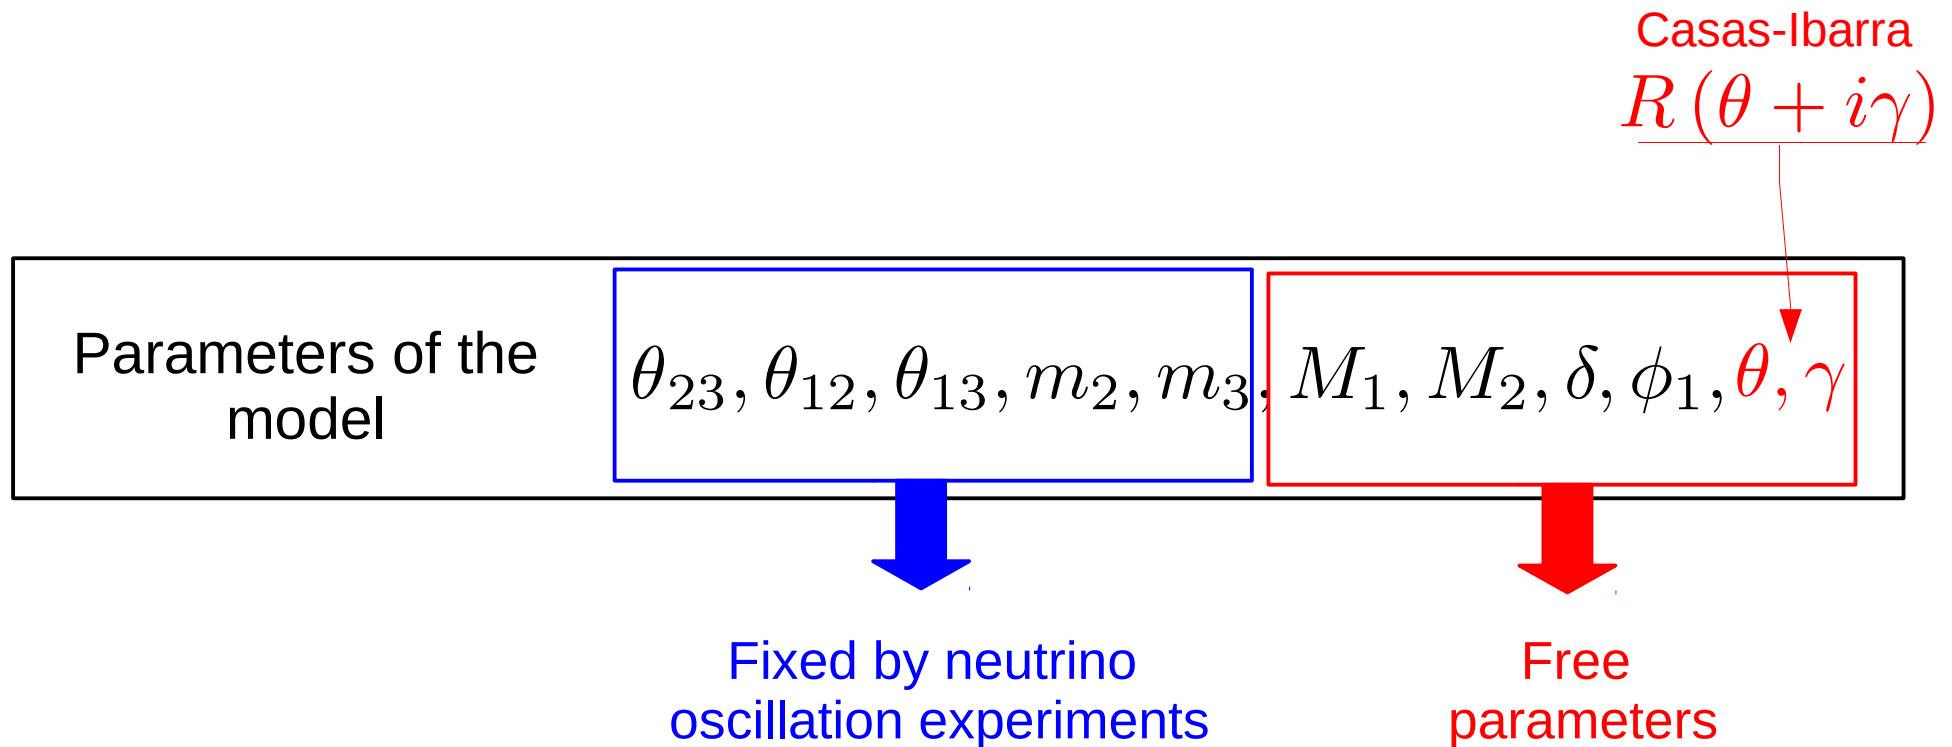 Casas-Ibarra
R(θ + iγ)
Parameters of the
model
θ₂₃, θ₁₂, θ₁₃, m₂, m₃, M₁, M₂, δ, ϕ₁, θ, γ
Fixed by neutrino
oscillation experiments
Free
parameters